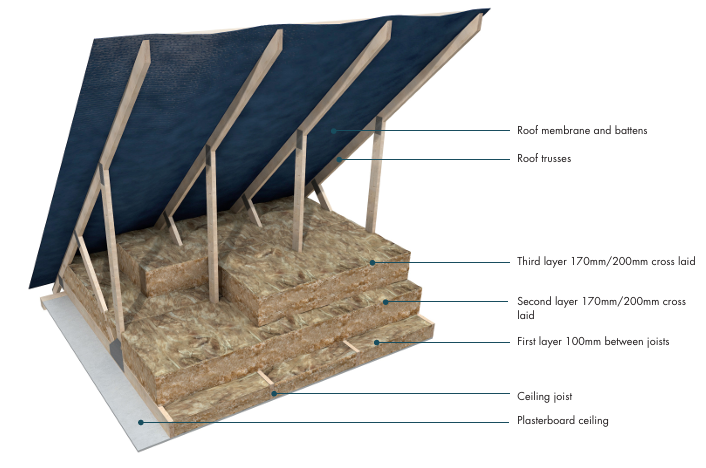 Roof membrane and battens
Roof trusses
Third layer 170mm/200mm cross laid
Second layer 170mm/200mm cross
laid
First layer 100mm between joists
Ceiling joist
Plasterboard ceiling